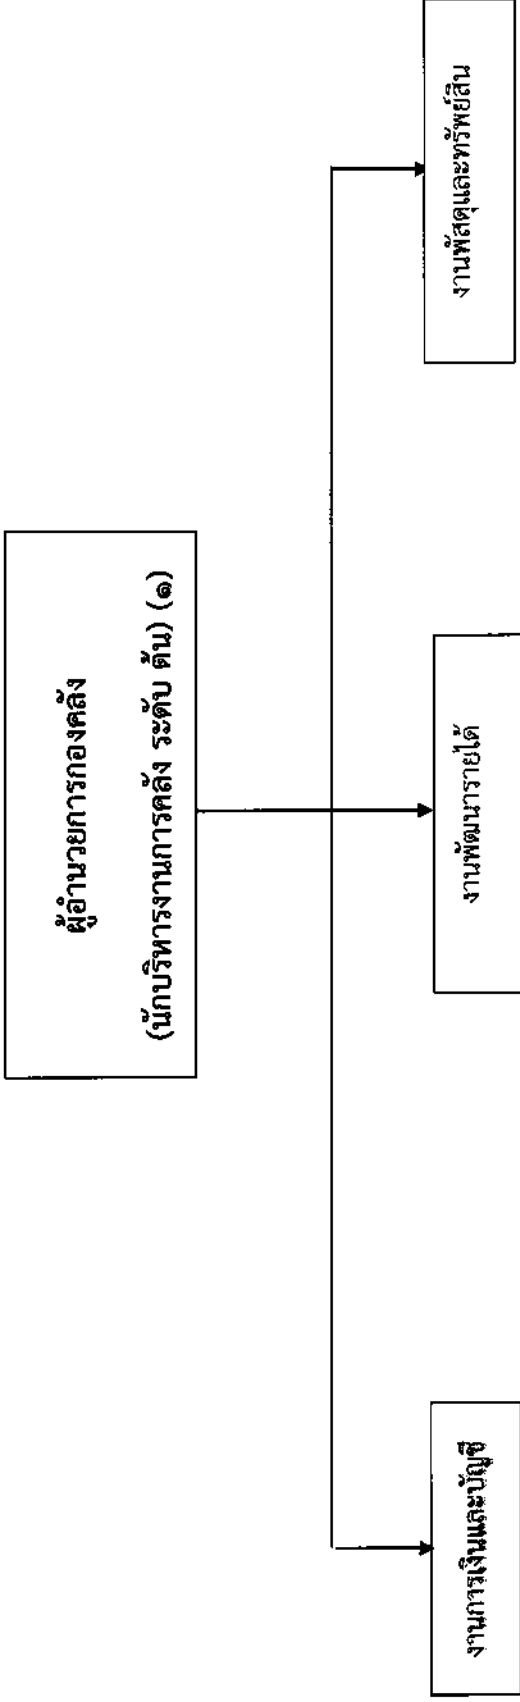 ผู้อำนวยการกองคลัง
(นักบริหารงานการคลัง ระดับ ต้น) (๑)
งานการเงินและบัญชี
งานพัฒนารายได้
งานพัสดุและทรัพย์สิน